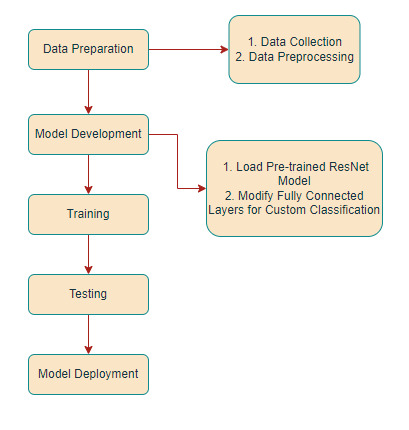 Data Preparation
1. Data Collection
2. Data Preprocessing
Model Development
1. Load Pre-trained ResNet
Model
2. Modify Fully Connected
Layers for Custom Classification
Training
Testing
Model Deployment